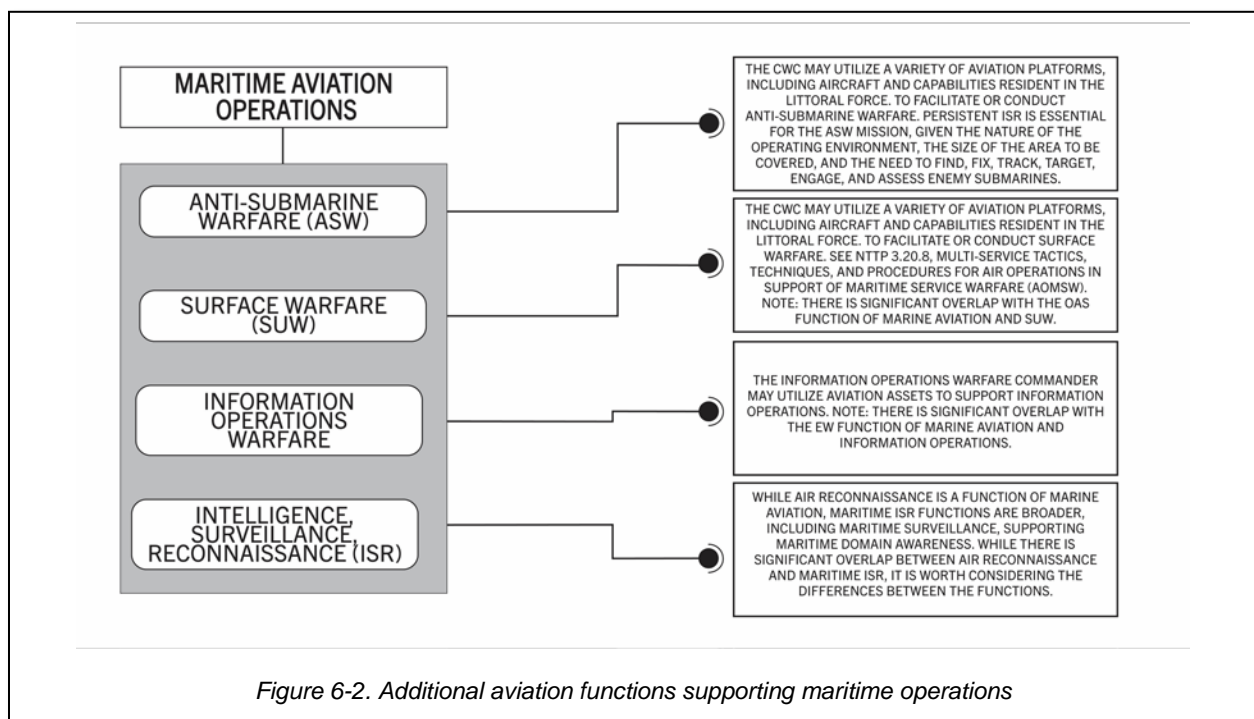 MARITIME AVIATION
OPERATIONS
ANTI-SUBMARINE
WARFARE (ASW)
THE CWC MAY UTILIZE A VARIETY OF AVIATION PLATFORMS,
INCLUDING AIRCRAFT AND CAPABILITIES RESIDENT IN THE
LITTORAL FORCE. TO FACILITATE OR CONDUCT
ANTI-SUBMARINE WARFARE. PERSISTENT ISR IS ESSENTIAL
FOR THE ASW MISSION, GIVEN THE NATURE OF THE
OPERATING ENVIRONMENT, THE SIZE OF THE AREA TO BE
COVERED, AND THE NEED TO FIND, FIX, TRACK, TARGET,
ENGAGE, AND ASSESS ENEMY SUBMARINES.
SURFACE WARFARE
(SUW)
THE CWC MAY UTILIZE A VARIETY OF AVIATION PLATFORMS,
INCLUDING AIRCRAFT AND CAPABILITIES RESIDENT IN THE
LITTORAL FORCE. TO FACILITATE OR CONDUCT SURFACE
WARFARE. SEE NTTP 3.20.8, MULTI-SERVICE TACTICS,
TECHNIQUES, AND PROCEDURES FOR AIR OPERATIONS IN
SUPPORT OF MARITIME SERVICE WARFARE (AOMSW).
NOTE: THERE IS SIGNIFICANT OVERLAP WITH THE OAS
FUNCTION OF MARINE AVIATION AND SUW.
INFORMATION
OPERATIONS
WARFARE
THE INFORMATION OPERATIONS WARFARE COMMANDER
MAY UTILIZE AVIATION ASSETS TO SUPPORT INFORMATION
OPERATIONS. NOTE: THERE IS SIGNIFICANT OVERLAP WITH
THE EW FUNCTION OF MARINE AVIATION AND
INFORMATION OPERATIONS.
INTELLIGENCE,
SURVEILLANCE,
RECONNAISSANCE (ISR)
WHILE AIR RECONNAISSANCE IS A FUNCTION OF MARINE
AVIATION, MARITIME ISR FUNCTIONS ARE BROADER,
INCLUDING MARITIME SURVEILLANCE, SUPPORTING
MARITIME DOMAIN AWARENESS. WHILE THERE IS
SIGNIFICANT OVERLAP BETWEEN AIR RECONNAISSANCE
AND MARITIME ISR, IT IS WORTH CONSIDERING THE
DIFFERENCES BETWEEN THE FUNCTIONS.
Figure 6-2. Additional aviation functions supporting maritime operations